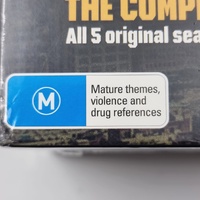 THE COMP
All 5 original sea
M
Mature themes,
violence and
drug references